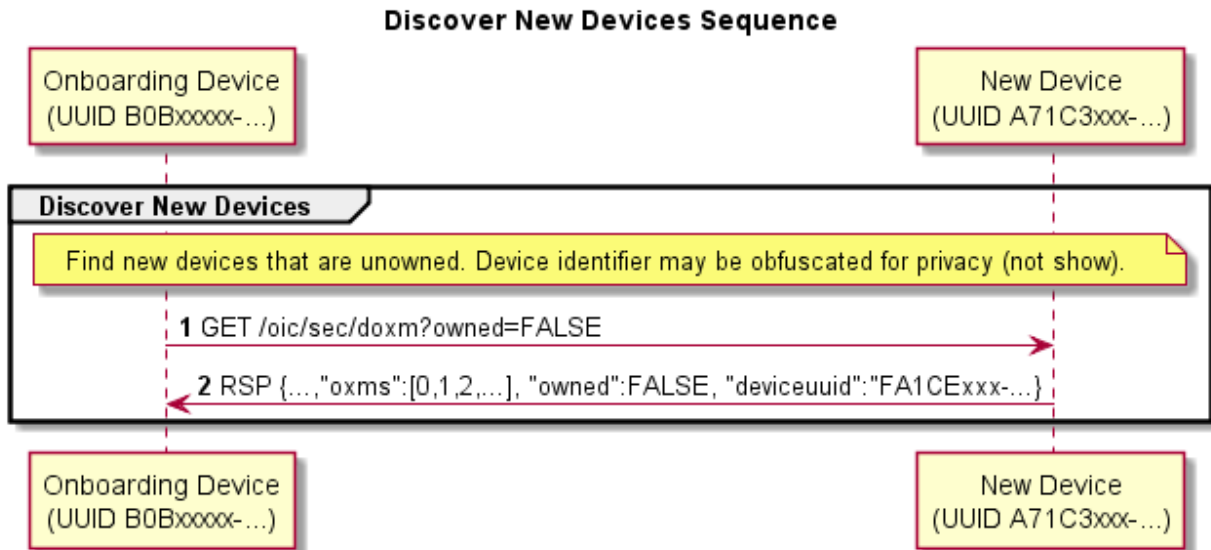 Discover New Devices Sequence
Onboarding Device
(UUID B0Bxxxxx-...)
New Device
(UUID A71C3xxx-...)
Discover New Devices
Find new devices that are unowned. Device identifier may be obfuscated for privacy (not show).
1 GET /oic/sec/doxm?owned=FALSE
2 RSP {...,"oxms":[0,1,2,...], "owned":FALSE, "deviceuuid":"FA1CExxx-...}
Onboarding Device
(UUID B0Bxxxxx-...)
New Device
(UUID A71C3xxx-...)